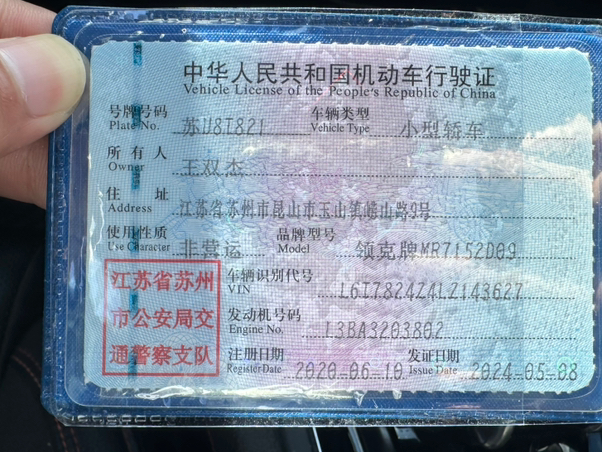 中华人民共和国机动车行驶证
Vehicle License of the People's Republic of China
号牌号码 苏U8T821 车辆类型 小型轿车
Plate No. Vehicle Type
所有人 王双杰
Owner
住址 江苏省苏州市昆山市玉山镇 山路9号
Address
使用性质 非营运 品牌型号 领克牌MR7152D09
Use Character Model
江苏省苏州
市公安局交
通警察支队
车辆识别代号 L6T7824Z4LZ143627
VIN
发动机号码 L3BA3203802
Engine No.
注册日期 2020-06-10 发证日期 2024-05-08
Register Date Issue Date